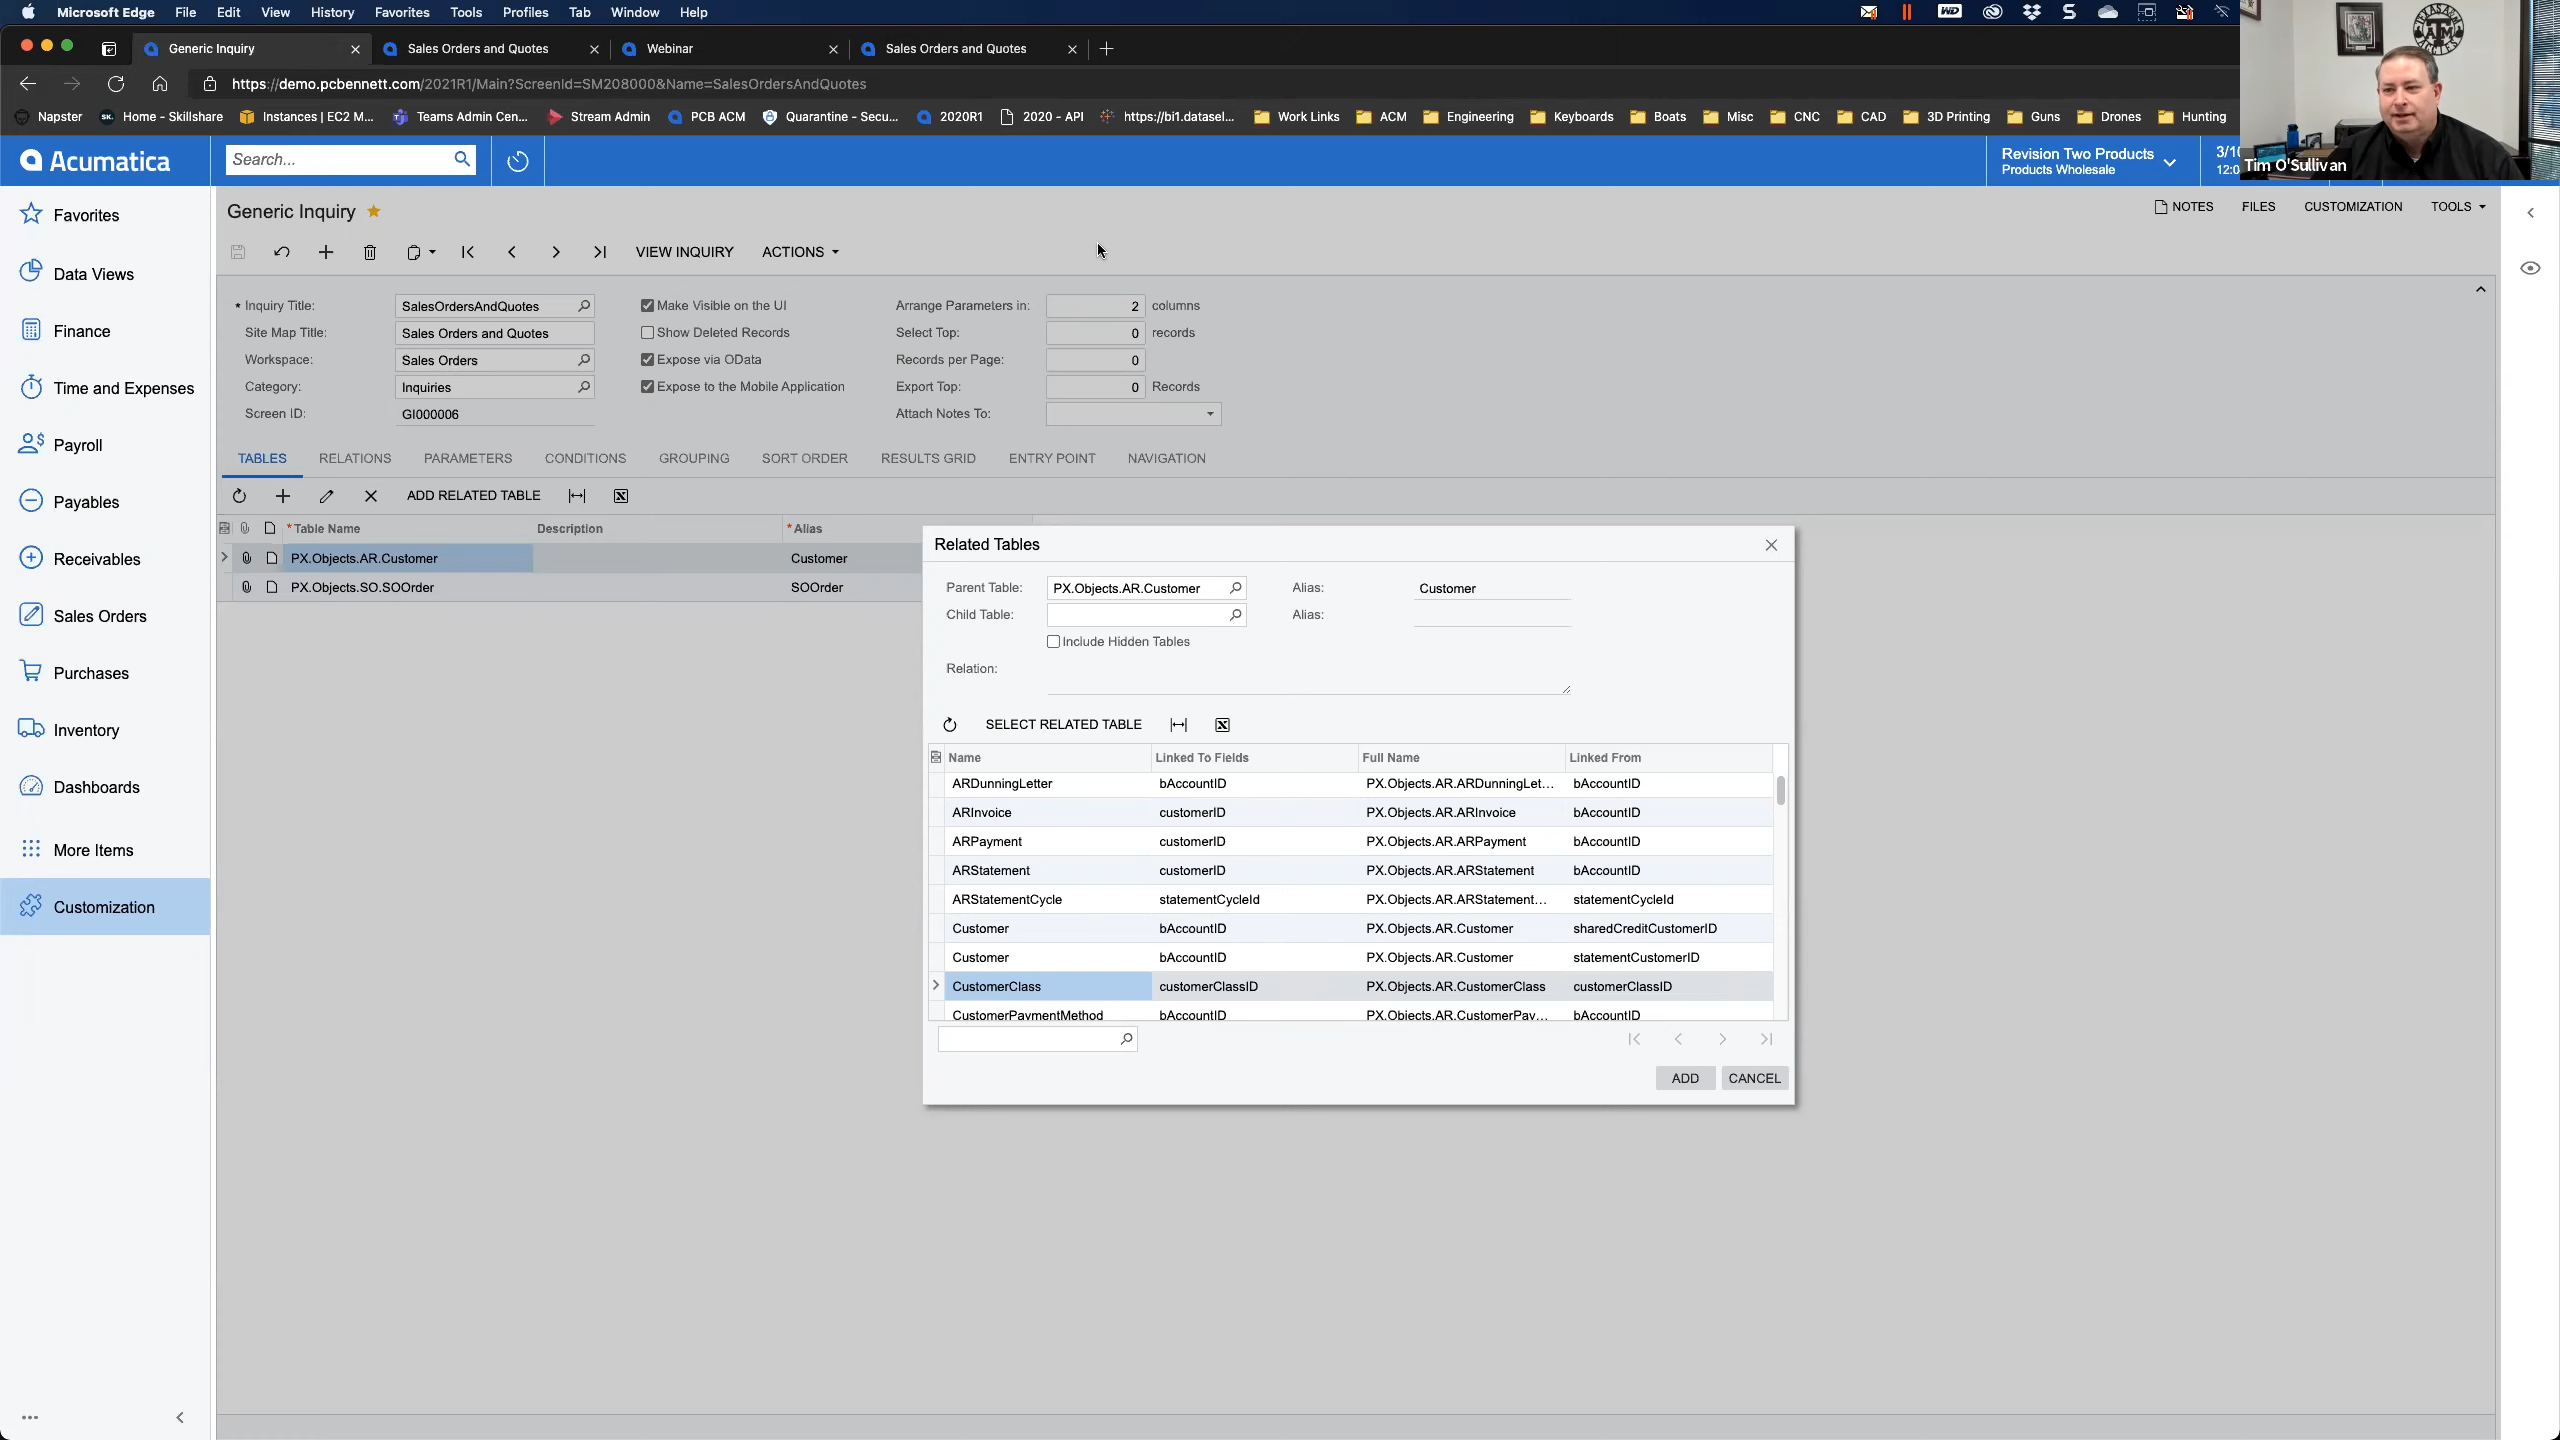 Microsoft Edge File Edit View History Favorites Tools Profiles Tab Window Help
Generic Inquiry Sales Orders and Quotes Webinar Sales Orders and Quotes
https://demo.pcbennett.com/2021R1/Main?ScreenId=SM208000&Name=SalesOrdersAndQuotes
Napster Home - Skillshare Instances | EC2 M... Teams Admin Cen... Stream Admin PCB ACM Quarantine - Secu... 2020R1 2020 - API https://bi1.datasel... Work Links ACM Engineering Keyboards Boats Misc CNC CAD 3D Printing Guns Drones Hunting
Acumatica Search... Revision Two Products
Products Wholesale
Tim O'Sullivan
Favorites
Data Views
Finance
Time and Expenses
Payroll
Payables
Receivables
Sales Orders
Purchases
Inventory
Dashboards
More Items
Customization
Generic Inquiry NOTES FILES CUSTOMIZATION TOOLS
VIEW INQUIRY ACTIONS
* Inquiry Title: SalesOrdersAndQuotes Make Visible on the UI Arrange Parameters in: 2 columns
Site Map Title: Sales Orders and Quotes Show Deleted Records Select Top: 0 records
Workspace: Sales Orders Expose via OData Records per Page: 0
Category: Inquiries Expose to the Mobile Application Export Top: 0 Records
Screen ID: GI000006 Attach Notes To:
TABLES RELATIONS PARAMETERS CONDITIONS GROUPING SORT ORDER RESULTS GRID ENTRY POINT NAVIGATION
ADD RELATED TABLE
* Table Name Description * Alias
PX.Objects.AR.Customer Customer
PX.Objects.SO.SOOrder SOOrder
Related Tables
Parent Table: PX.Objects.AR.Customer Alias: Customer
Child Table: Alias:
Include Hidden Tables
Relation:
SELECT RELATED TABLE
Name Linked To Fields Full Name Linked From
ARDunningLetter bAccountID PX.Objects.AR.ARDunningLet... bAccountID
ARInvoice customerID PX.Objects.AR.ARInvoice bAccountID
ARPayment customerID PX.Objects.AR.ARPayment bAccountID
ARStatement customerID PX.Objects.AR.ARStatement bAccountID
ARStatementCycle statementCycleId PX.Objects.AR.ARStatement... statementCycleId
Customer bAccountID PX.Objects.AR.Customer sharedCreditCustomerID
Customer bAccountID PX.Objects.AR.Customer statementCustomerID
CustomerClass customerClassID PX.Objects.AR.CustomerClass customerClassID
CustomerPaymentMethod bAccountID PX.Objects.AR.CustomerPay... bAccountID
ADD CANCEL